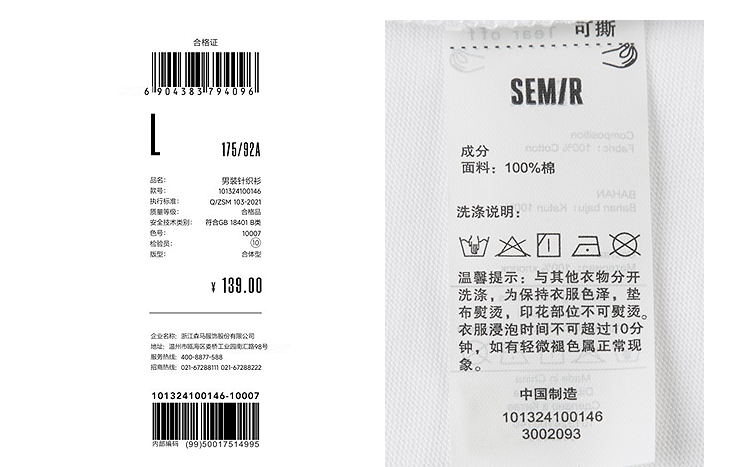 合格证
6 904383 794096
L
175/92A
品名： 男装针织衫
款号： 101324100146
执行标准： Q/ZSM 103-2021
质量等级： 合格品
安全技术类别： 符合GB 18401 B类
色号： 10007
检验员： 10
版型： 合体型
¥ 139.00
企业名称：浙江森马服饰股份有限公司
地址：温州市瓯海区娄桥工业园南汇路98号
服务热线：400-8877-588
招商热线：021-67288111 021-67288222
101324100146-10007
内部编码 (99)50017514995
可撕
Tear off
SEMIR
成分
面料：100%棉
Composition
Fabric：100% Cotton
BAHAN
Bahan baju：Katun 100%
洗涤说明：
温馨提示：与其他衣物分开
洗涤，为保持衣服色泽，垫
布熨烫，印花部位不可熨烫。
衣服浸泡时间不可超过10分
钟，如有轻微褪色属正常现
象。
中国制造
101324100146
3002093